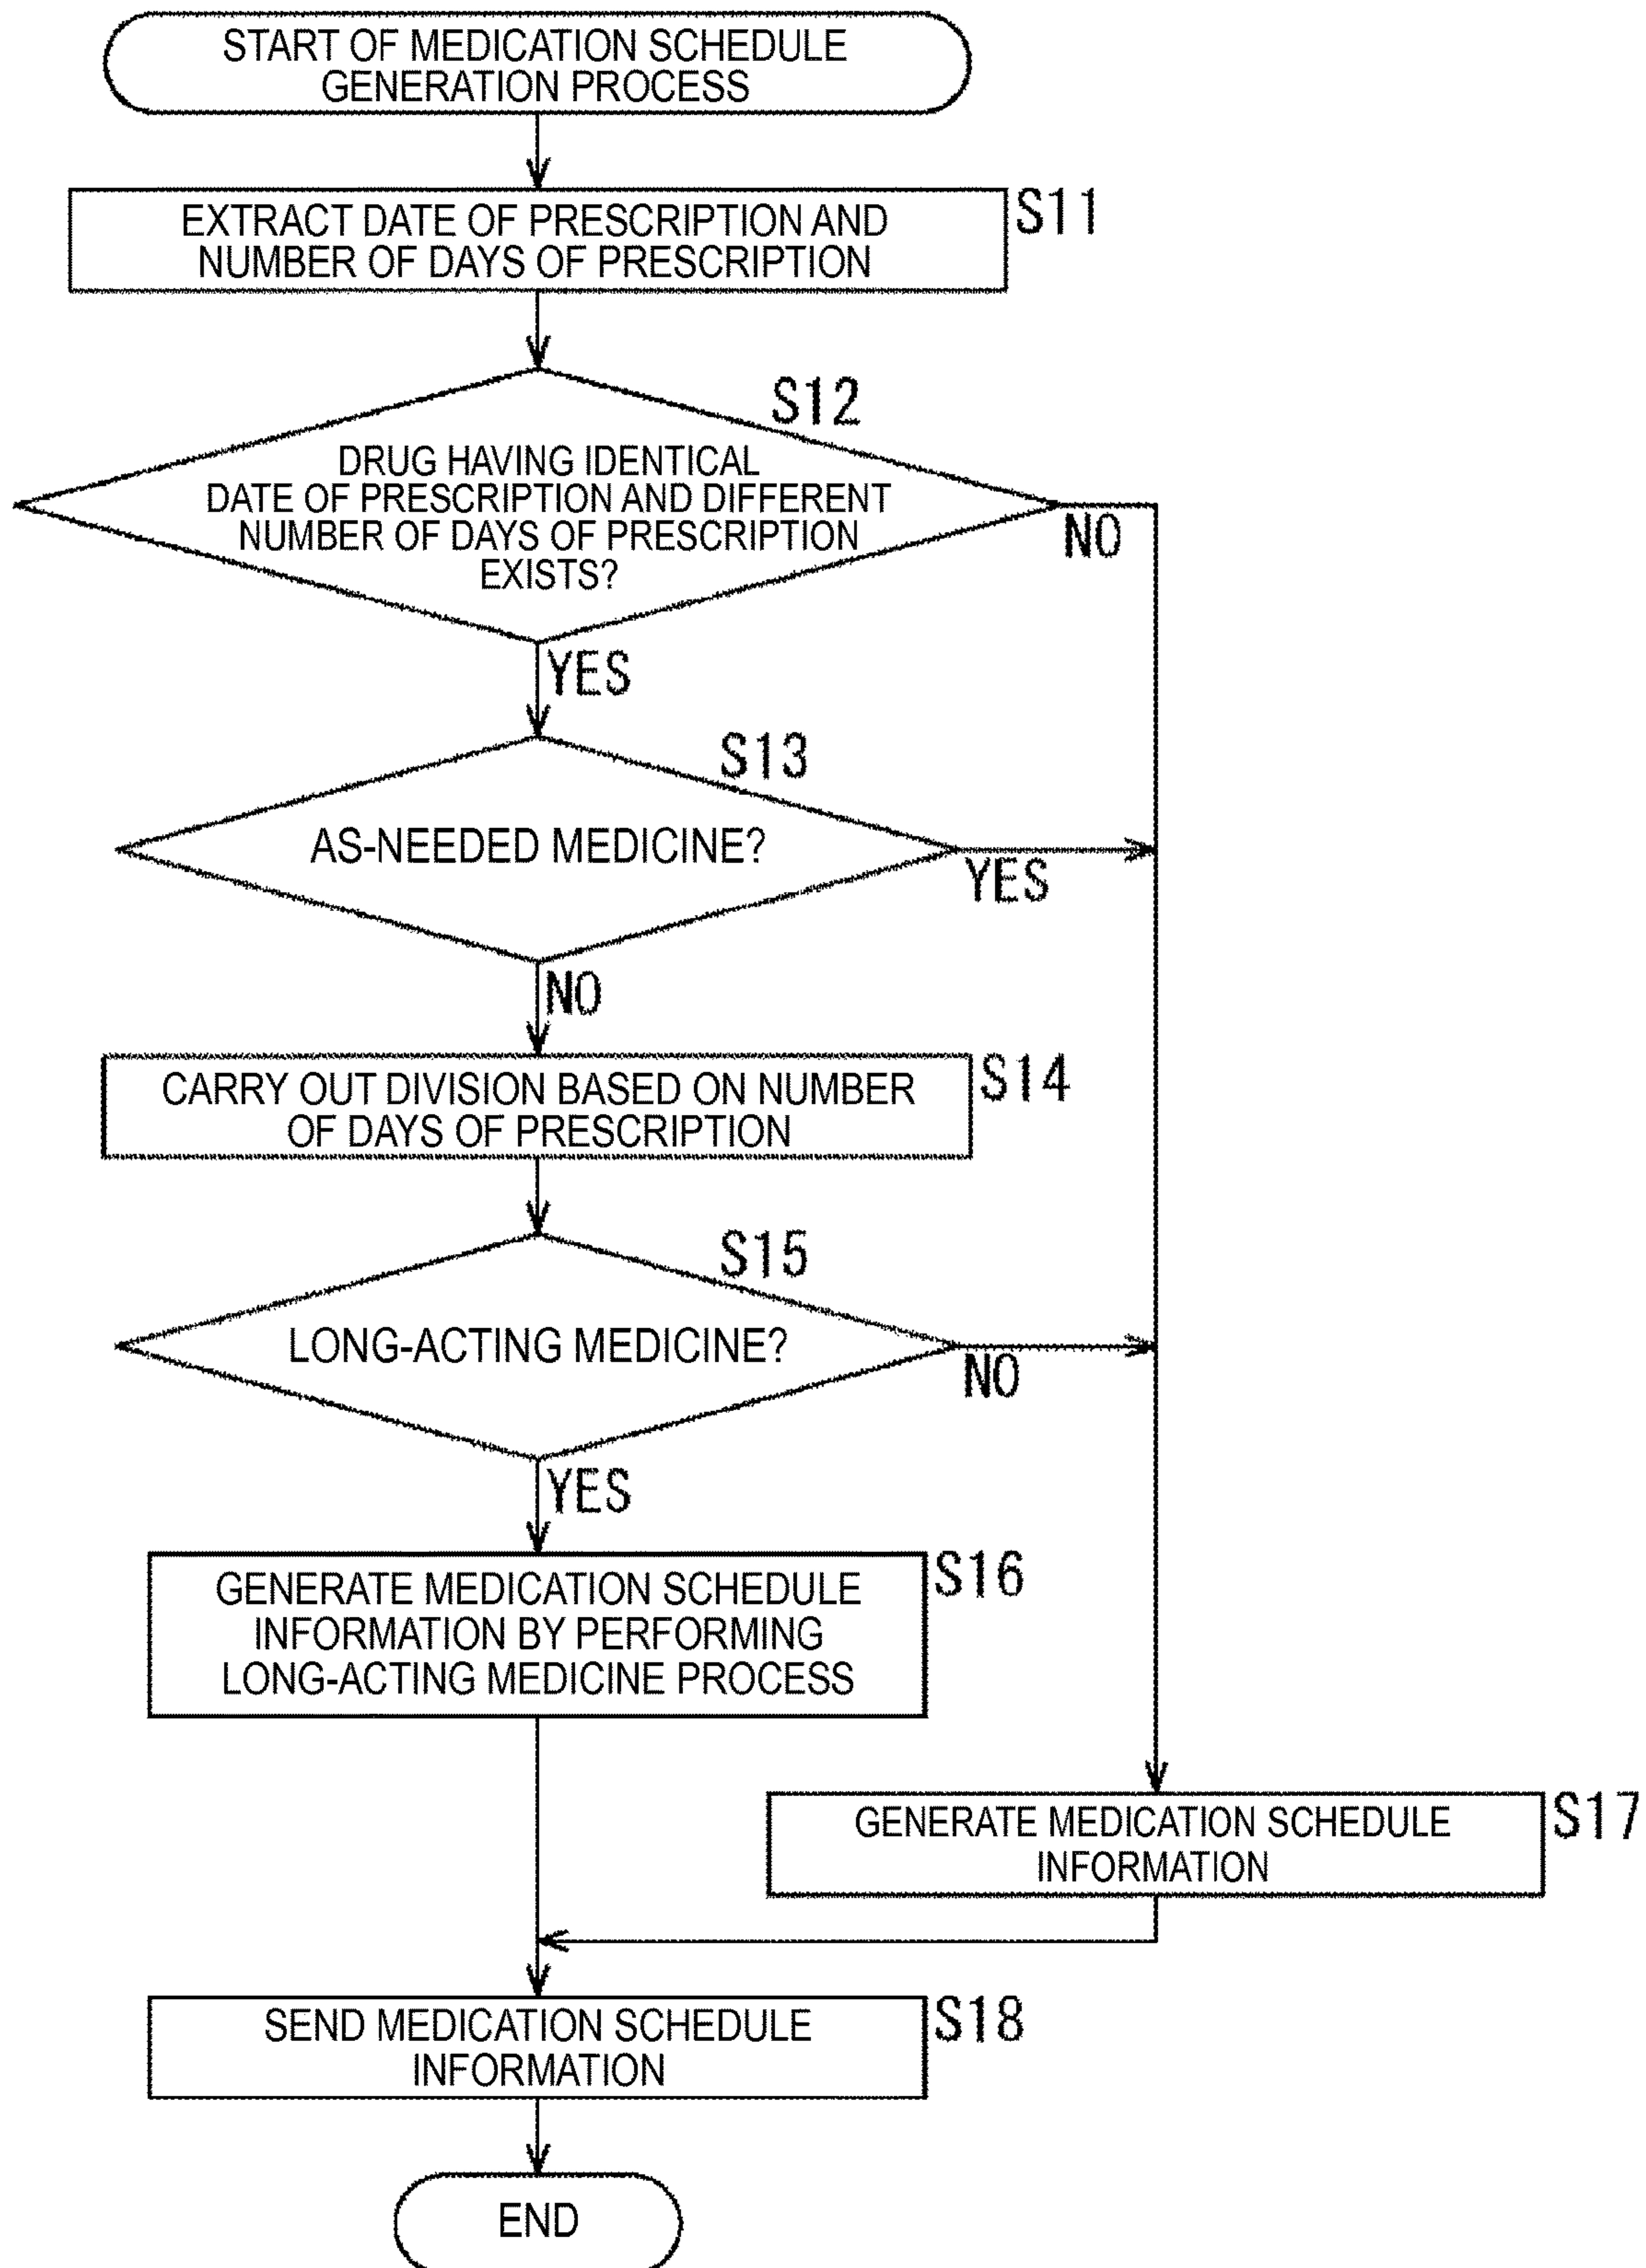 START OF MEDICATION SCHEDULE
GENERATION PROCESS
EXTRACT DATE OF PRESCRIPTION AND
NUMBER OF DAYS OF PRESCRIPTION
S11
S12
DRUG HAVING IDENTICAL
DATE OF PRESCRIPTION AND DIFFERENT
NUMBER OF DAYS OF PRESCRIPTION
EXISTS?
NO
YES
S13
AS-NEEDED MEDICINE?
YES
NO
CARRY OUT DIVISION BASED ON NUMBER
OF DAYS OF PRESCRIPTION
S14
S15
LONG-ACTING MEDICINE?
NO
YES
GENERATE MEDICATION SCHEDULE
INFORMATION BY PERFORMING
LONG-ACTING MEDICINE PROCESS
S16
GENERATE MEDICATION SCHEDULE
INFORMATION
S17
SEND MEDICATION SCHEDULE
INFORMATION
S18
END